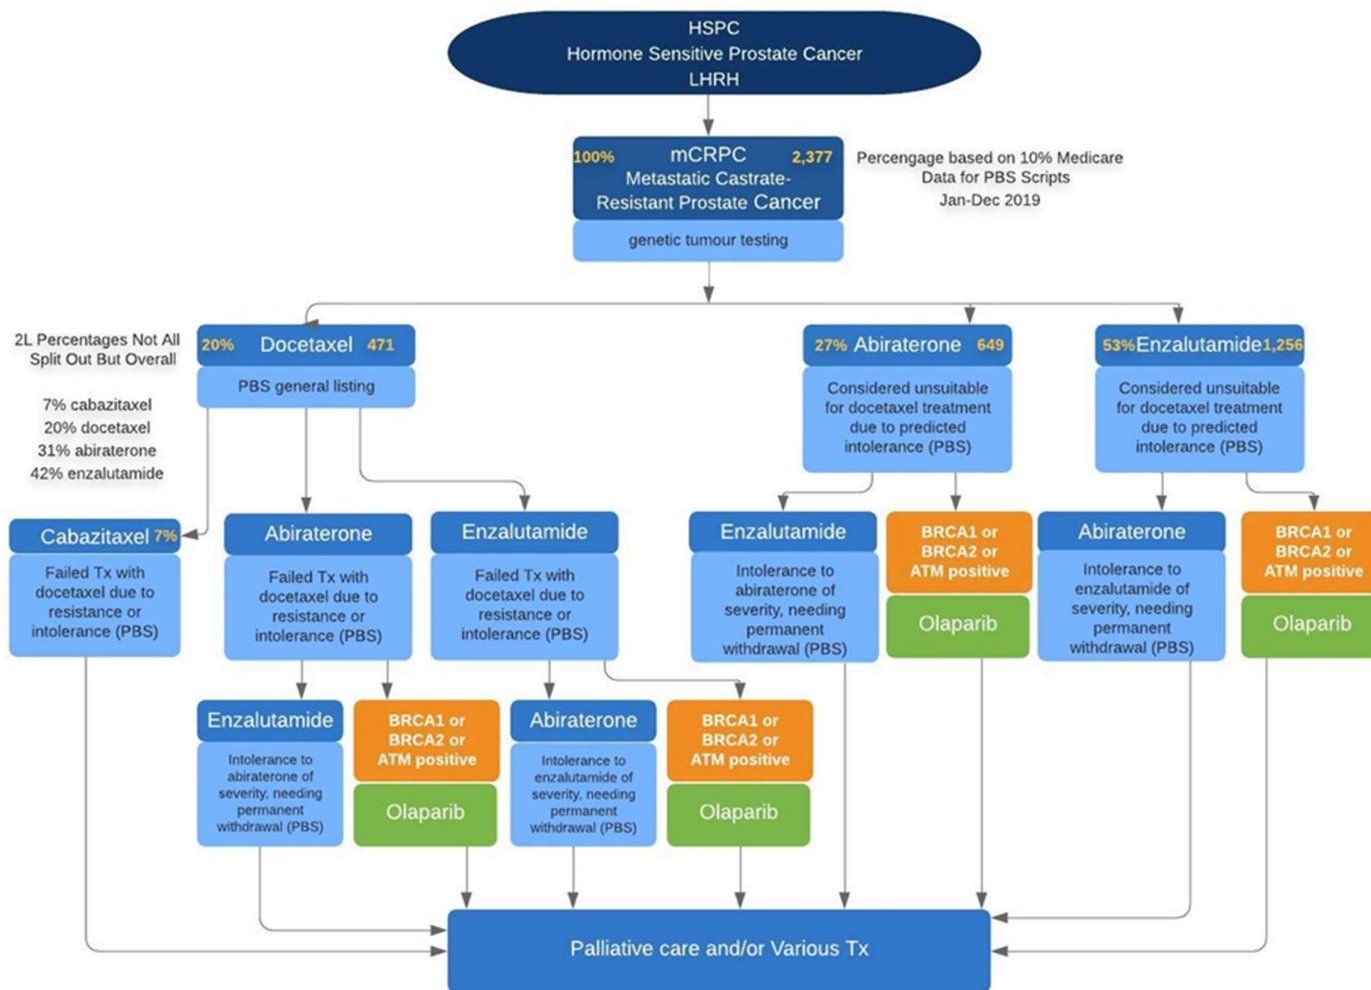 HSPC
Hormone Sensitive Prostate Cancer
LHRH
100% mCRPC 2,377
Metastatic Castrate-
Resistant Prostate Cancer
genetic tumour testing
Percengage based on 10% Medicare
Data for PBS Scripts
Jan-Dec 2019
2L Percentages Not All
Split Out But Overall
7% cabazitaxel
20% docetaxel
31% abiraterone
42% enzalutamide
20% Docetaxel 471
PBS general listing
27% Abiraterone 649
Considered unsuitable
for docetaxel treatment
due to predicted
intolerance (PBS)
53% Enzalutamide 1,256
Considered unsuitable
for docetaxel treatment
due to predicted
intolerance (PBS)
Cabazitaxel 7%
Failed Tx with
docetaxel due to
resistance or
intolerance (PBS)
Abiraterone
Failed Tx with
docetaxel due to
resistance or
intolerance (PBS)
Enzalutamide
Failed Tx with
docetaxel due to
resistance or
intolerance (PBS)
Enzalutamide
Intolerance to
abiraterone of
severity, needing
permanent
withdrawal (PBS)
BRCA1 or
BRCA2 or
ATM positive
Olaparib
Abiraterone
Intolerance to
enzalutamide of
severity, needing
permanent
withdrawal (PBS)
BRCA1 or
BRCA2 or
ATM positive
Olaparib
Enzalutamide
Intolerance to
abiraterone of
severity, needing
permanent
withdrawal (PBS)
BRCA1 or
BRCA2 or
ATM positive
Olaparib
Abiraterone
Intolerance to
enzalutamide of
severity, needing
permanent
withdrawal (PBS)
BRCA1 or
BRCA2 or
ATM positive
Olaparib
Palliative care and/or Various Tx